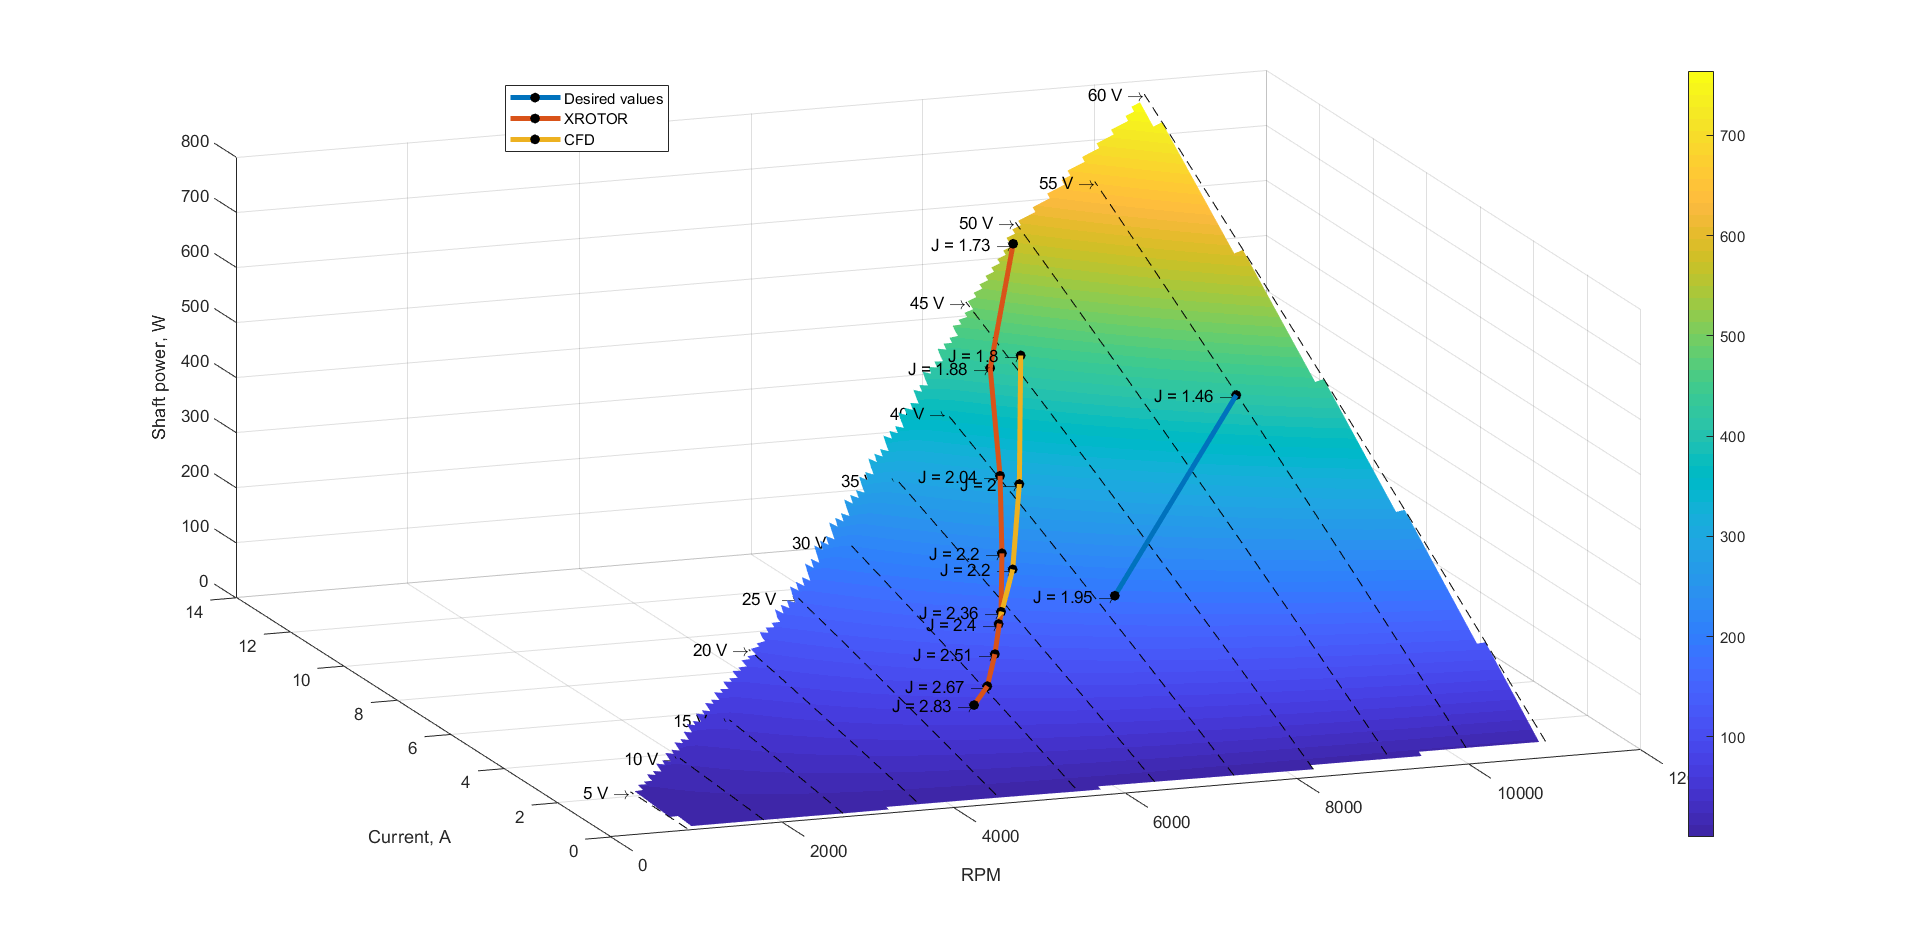 Desired values
XROTOR
CFD
800
700
600
500
400
300
200
100
0
Shaft power, W
14
12
10
8
6
4
2
0
Current, A
0
2000
4000
6000
8000
10000
12
RPM
60 V →
55 V →
50 V →
45 V →
40 V →
35
30 V
25 V →
20 V →
15
10 V
5 V →
J = 1.73 →
J = 1.8 →
J = 1.88 →
J = 1.46 →
J = 2.04 →
J = 2 →
J = 2.2 →
J = 2.2 →
J = 1.95 →
J = 2.36 →
J = 2.4 →
J = 2.51 →
J = 2.67 →
J = 2.83 →
700
600
500
400
300
200
100